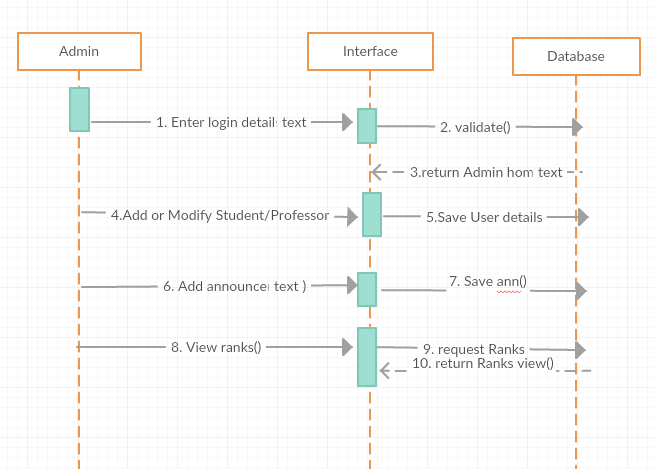 Admin
Interface
Database
1. Enter login detail text
2. validate()
3.return Admin hom text
4.Add or Modify Student/Professor
5.Save User details
6. Add announce text )
7. Save ann()
8. View ranks()
9. request Ranks
10. return Ranks view()